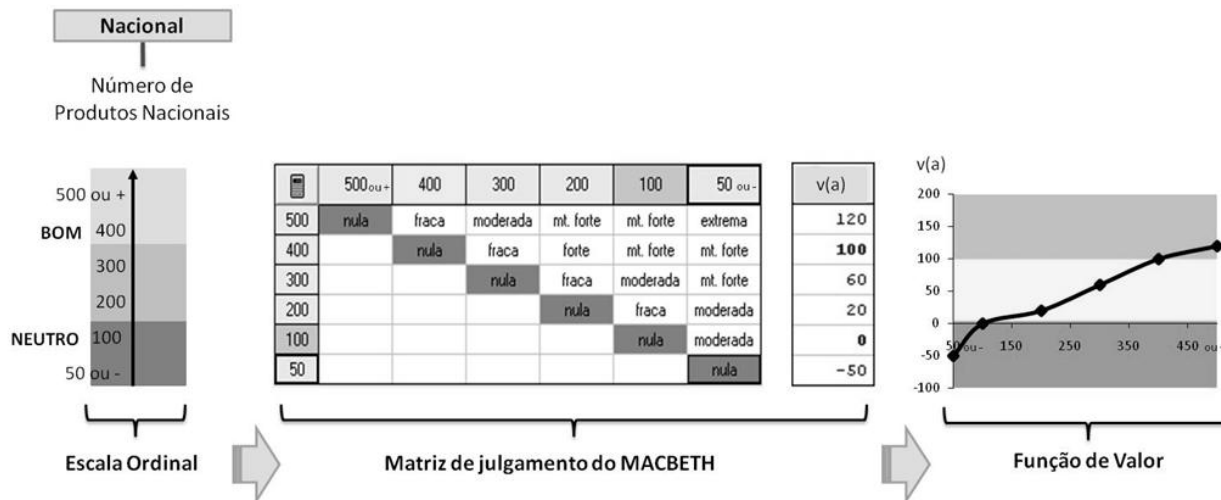 Nacional
Número de
Produtos Nacionais
500 ou +
BOM 400
300
200
NEUTRO 100
50 ou -
500 ou + 400 300 200 100 50 ou -
500 nula fraca moderada mt. forte mt. forte extrema
400 nula fraca forte mt. forte mt. forte
300 nula fraca moderada mt. forte
200 nula fraca moderada
100 nula moderada
50 nula
v(a)
120
100
60
20
0
-50
v(a)
200
150
100
50
0
-50
-100
50 ou - 150 250 350 450 ou
Escala Ordinal
Matriz de julgamento do MACBETH
Função de Valor